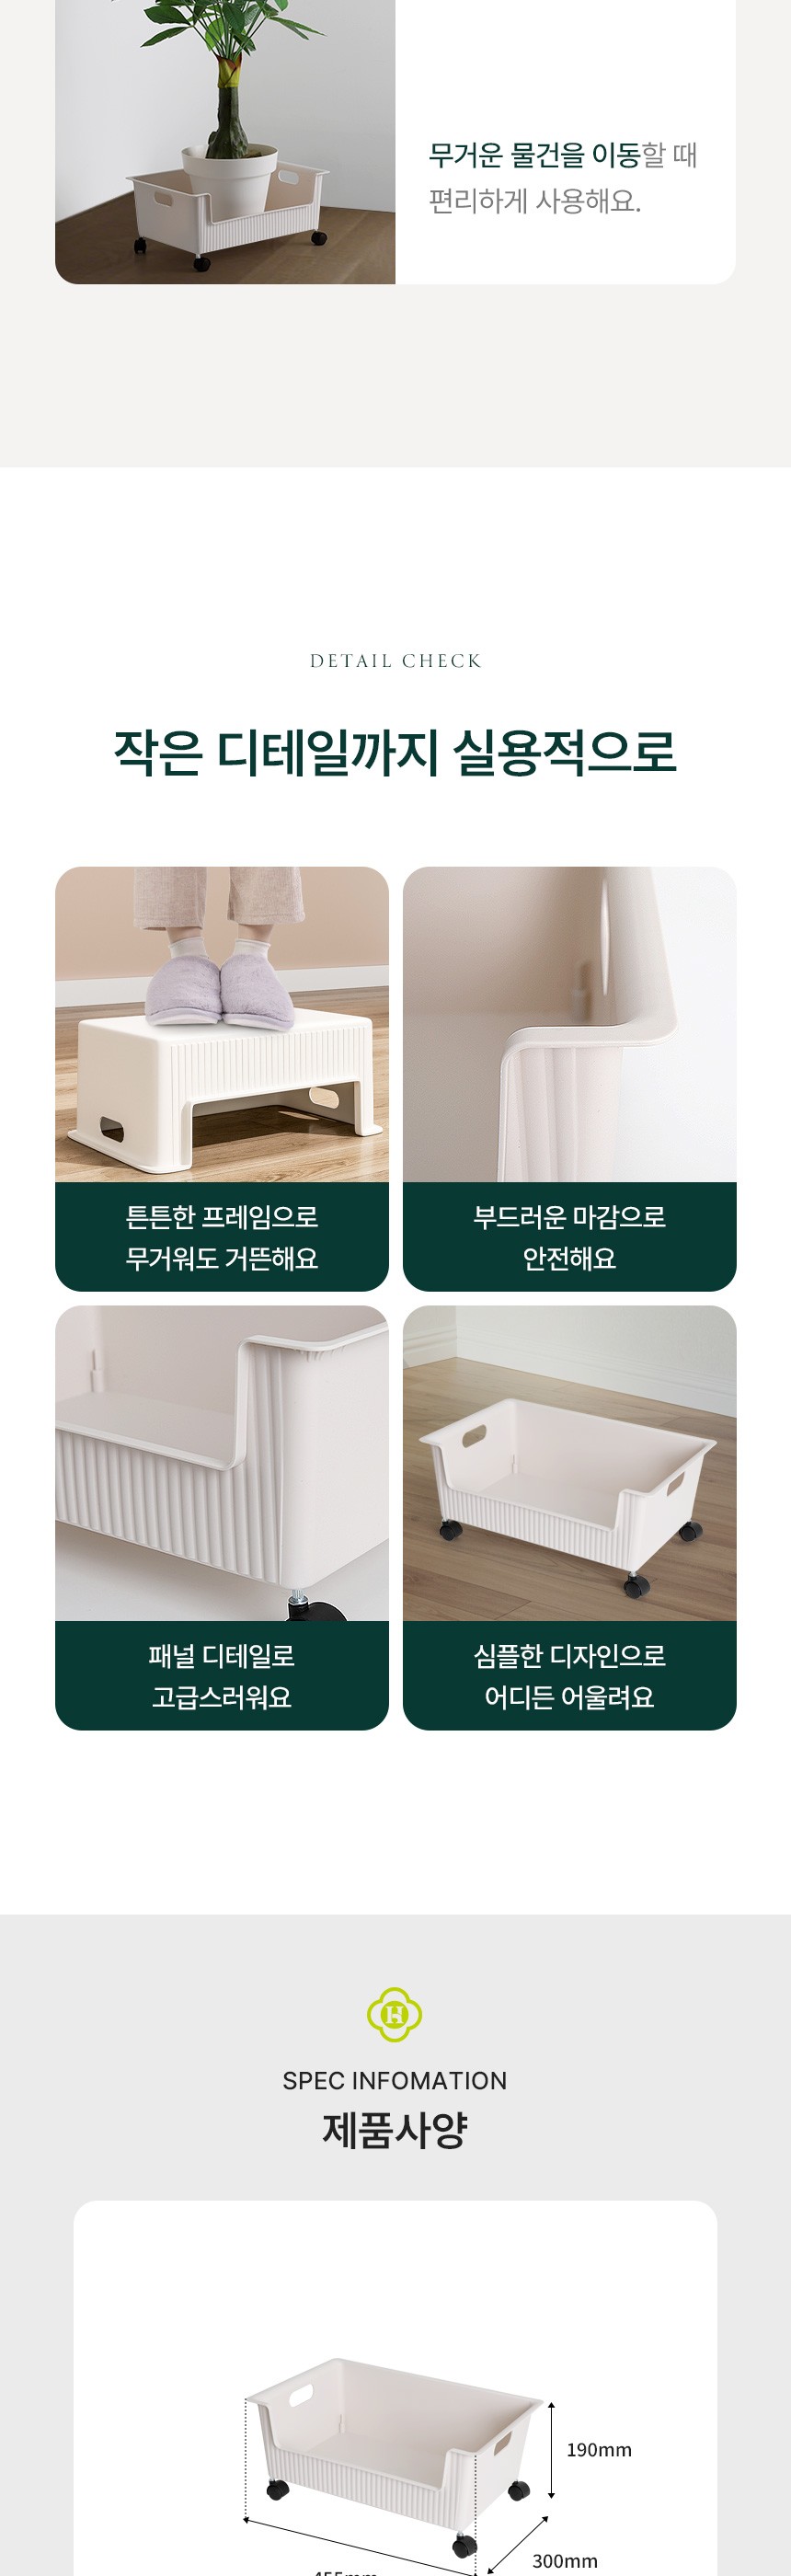 무거운 물건을 이동할 때
편리하게 사용해요.
DETAIL CHECK
작은 디테일까지 실용적으로
튼튼한 프레임으로
무거워도 거뜬해요
부드러운 마감으로
안전해요
패널 디테일로
고급스러워요
심플한 디자인으로
어디든 어울려요
H
SPEC INFOMATION
제품사양
190mm
300mm